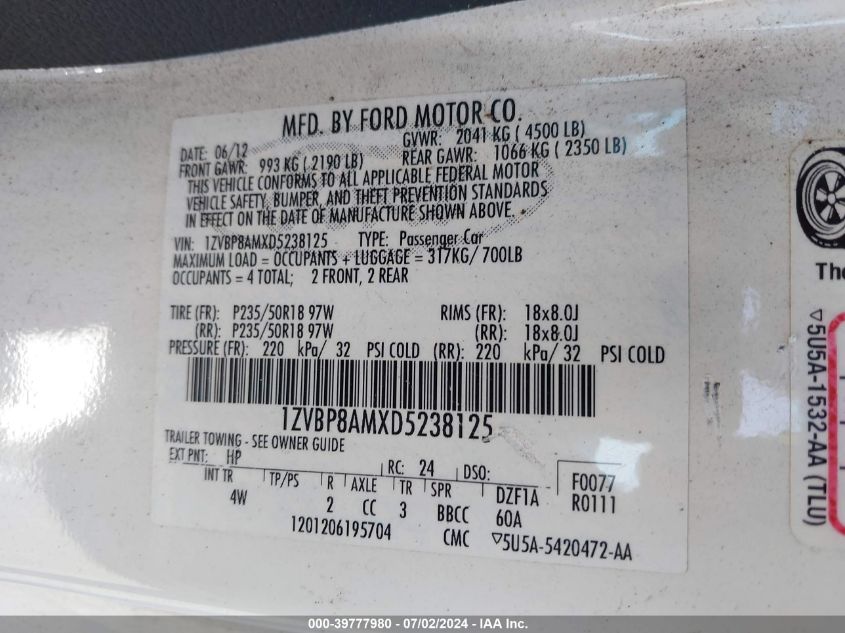 MFD. BY FORD MOTOR CO.
DATE: 06/12 GVWR: 2041 KG ( 4500 LB)
FRONT GAWR: 993 KG ( 2190 LB) REAR GAWR: 1066 KG ( 2350 LB)
THIS VEHICLE CONFORMS TO ALL APPLICABLE FEDERAL MOTOR
VEHICLE SAFETY, BUMPER, AND THEFT PREVENTION STANDARDS
IN EFFECT ON THE DATE OF MANUFACTURE SHOWN ABOVE.
VIN: 1ZVBP8AMXD5238125 TYPE: Passenger Car
MAXIMUM LOAD = OCCUPANTS + LUGGAGE = 317KG/ 700LB
OCCUPANTS = 4 TOTAL; 2 FRONT, 2 REAR
TIRE (FR): P235/50R18 97W RIMS (FR): 18x8.0J
(RR): P235/50R18 97W (RR): 18x8.0J
PRESSURE (FR): 220 kPa/ 32 PSI COLD (RR): 220 kPa/ 32 PSI COLD
1ZVBP8AMXD5238125
TRAILER TOWING - SEE OWNER GUIDE
EXT PNT: HP RC: 24 DSO: F0077
INT TR TP/PS R AXLE TR SPR DZF1A R0111
4W 2 CC 3 BBCC 60A
1201206195704 CMC ▽5U5A-5420472-AA
The
▽5U5A-1532-AA (TLU)
000-39777980 - 07/02/2024 - IAA Inc.